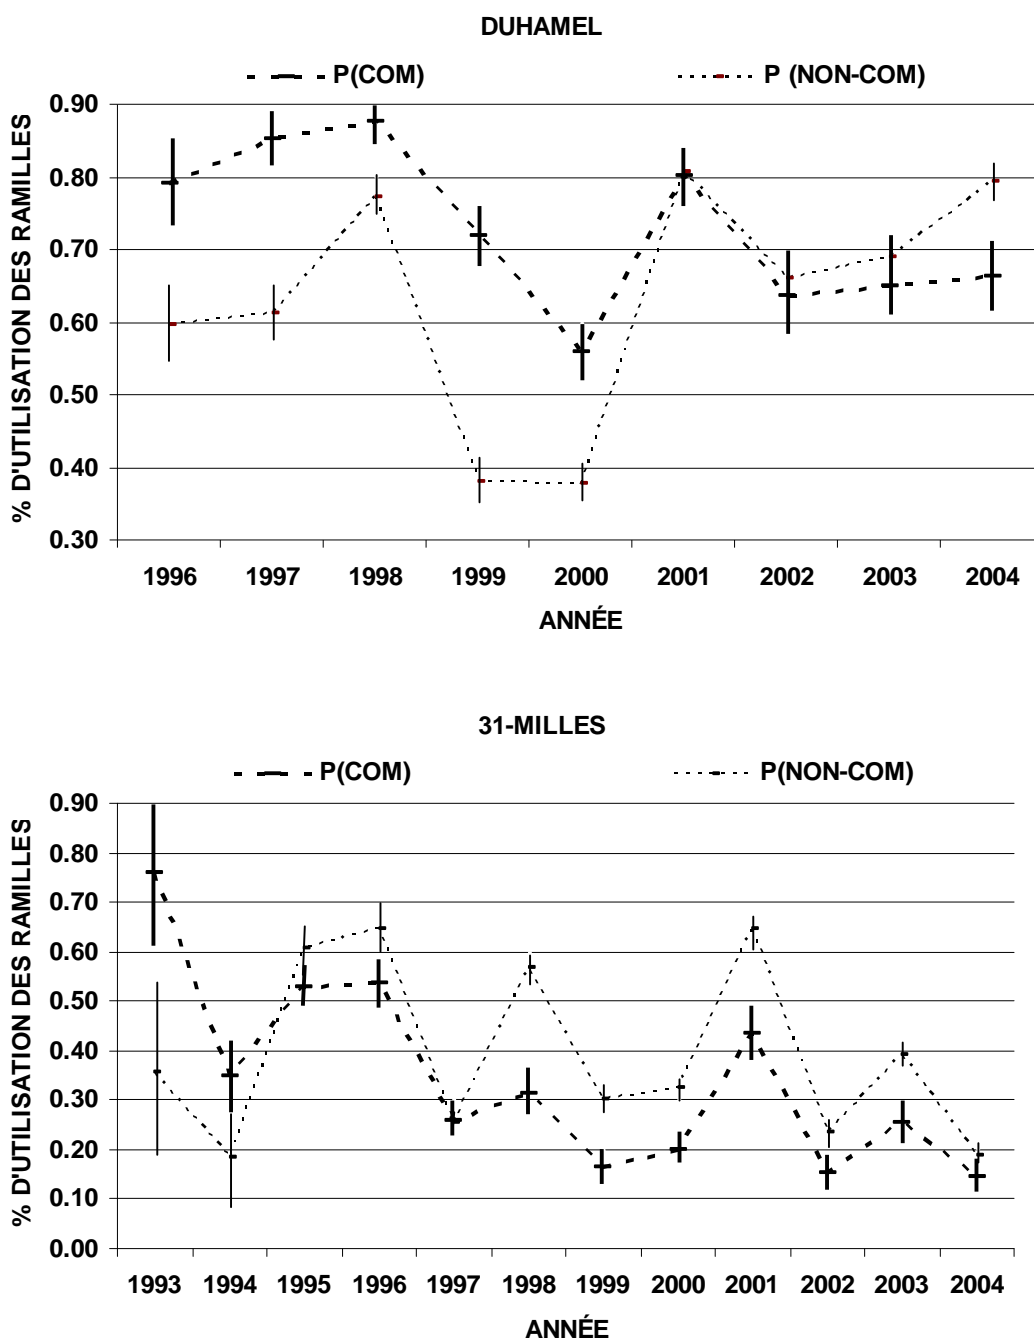 DUHAMEL
P(COM) P (NON-COM)
% D'UTILISATION DES RAMILLES
0.90
0.80
0.70
0.60
0.50
0.40
0.30
1996 1997 1998 1999 2000 2001 2002 2003 2004
ANNÉE
31-MILLES
P(COM) P(NON-COM)
% D'UTILISATION DES RAMILLES
0.90
0.80
0.70
0.60
0.50
0.40
0.30
0.20
0.10
0.00
1993 1994 1995 1996 1997 1998 1999 2000 2001 2002 2003 2004
ANNÉE